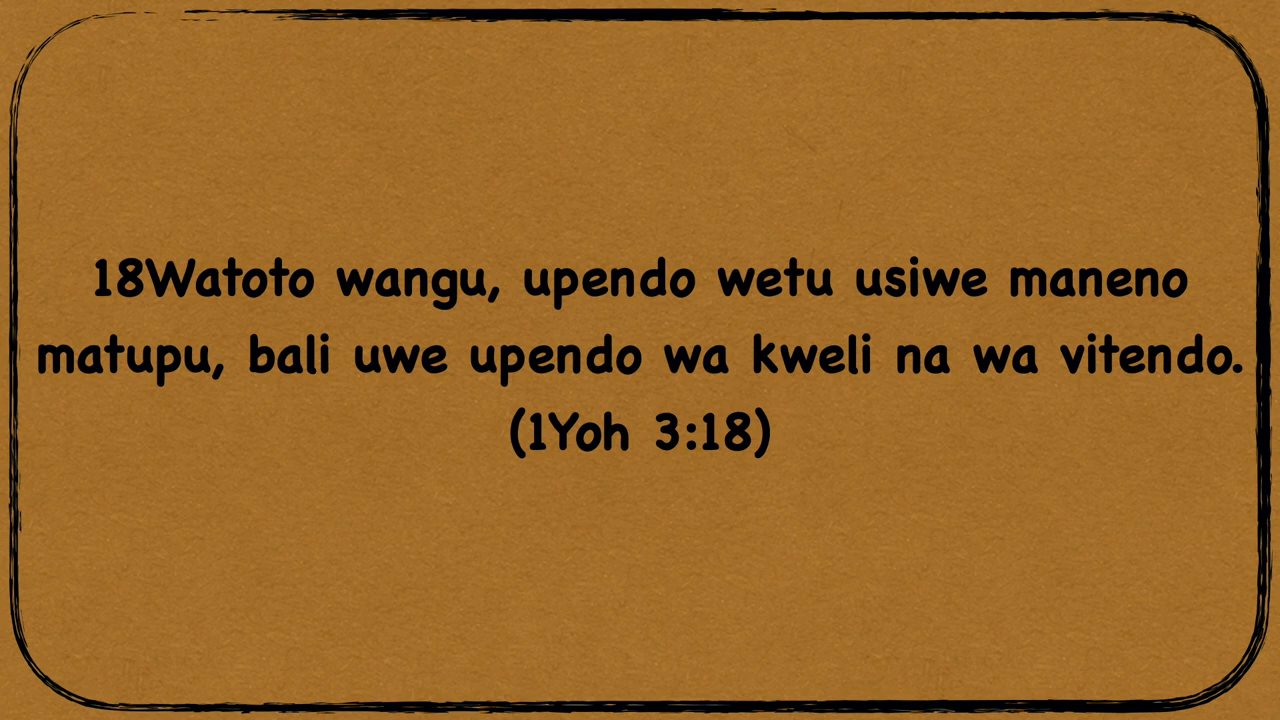 18Watoto wangu, upendo wetu usiwe maneno
matupu, bali uwe upendo wa kweli na wa vitendo.
(1Yoh 3:18)